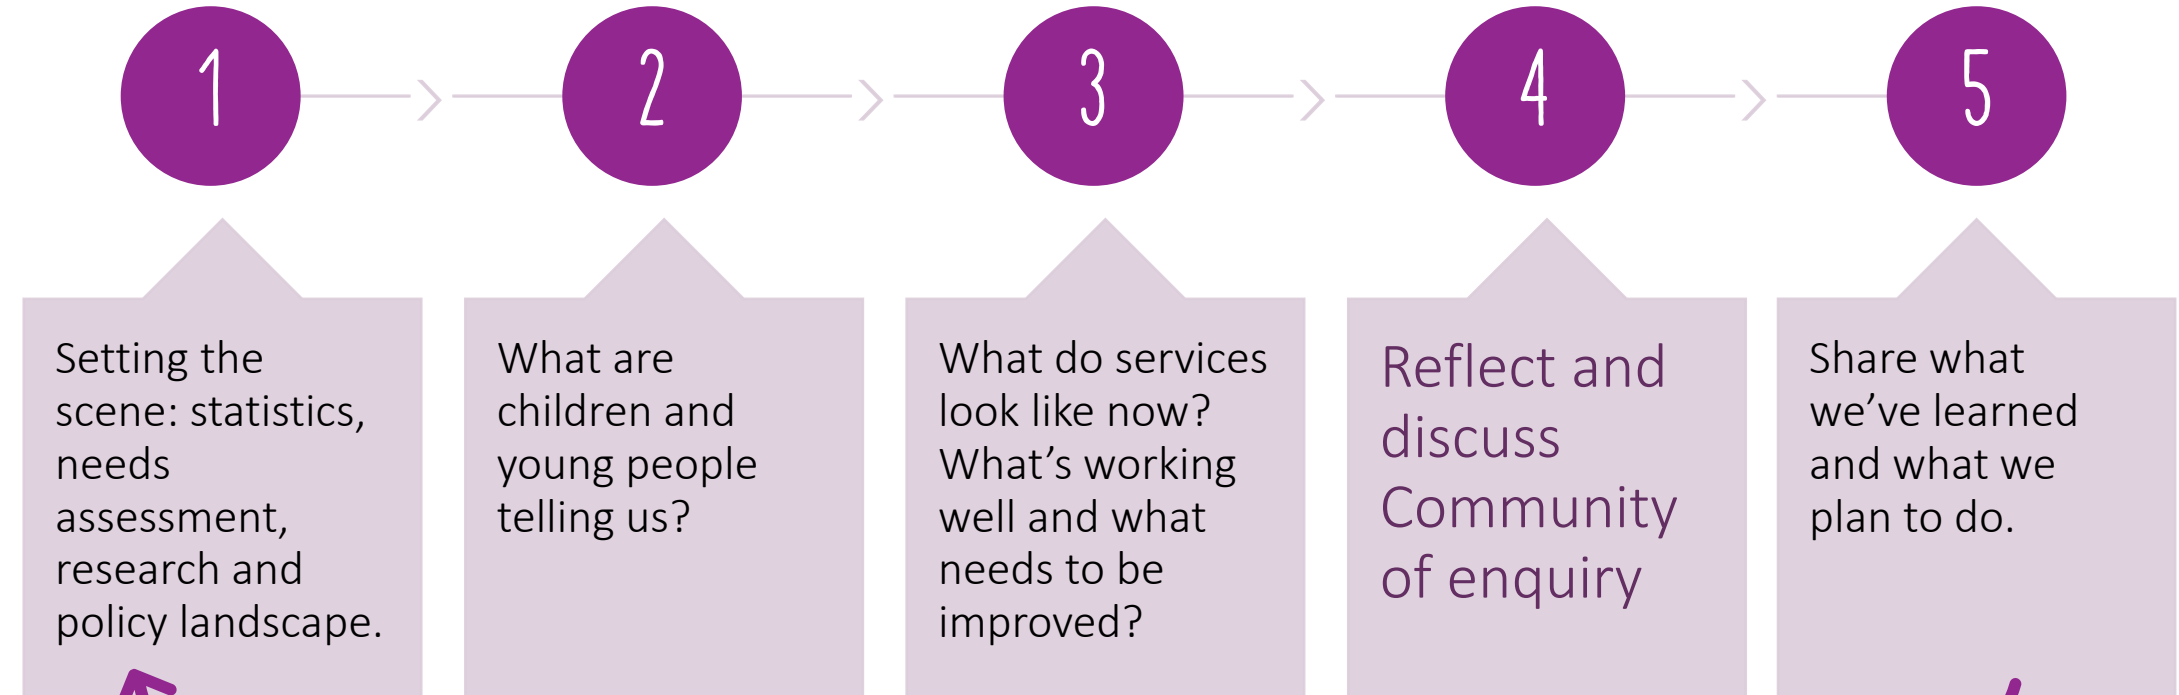 1
2
3
4
5
Setting the
scene: statistics,
needs
assessment,
research and
policy landscape.
What are
children and
young people
telling us?
What do services
look like now?
What’s working
well and what
needs to be
improved?
Reflect and
discuss
Community
of enquiry
Share what
we’ve learned
and what we
plan to do.